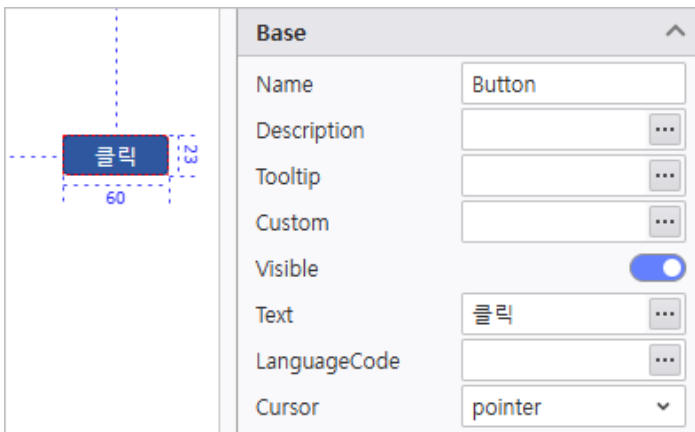 클릭
23
60
Base
Name Button
Description ...
Tooltip ...
Custom ...
Visible
Text 클릭 ...
LanguageCode ...
Cursor pointer